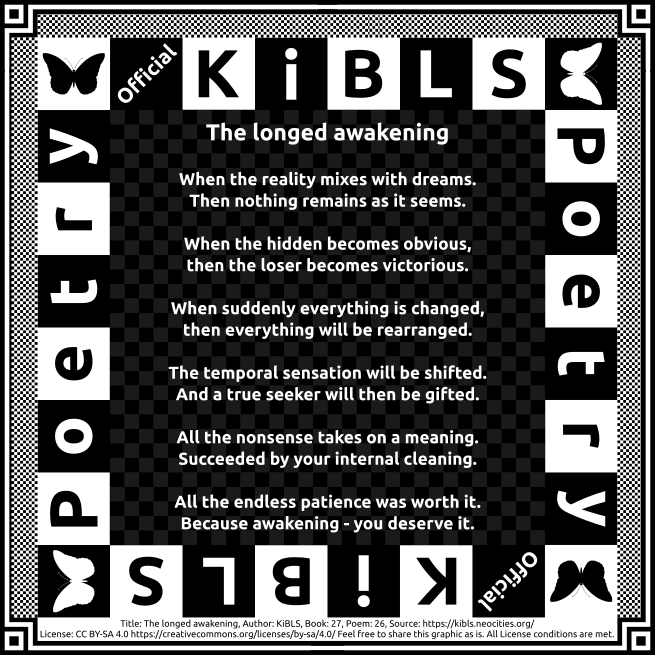 Official KiBLS
Poetry
Poetry
The longed awakening
When the reality mixes with dreams.
Then nothing remains as it seems.
When the hidden becomes obvious,
then the loser becomes victorious.
When suddenly everything is changed,
then everything will be rearranged.
The temporal sensation will be shifted.
And a true seeker will then be gifted.
All the nonsense takes on a meaning.
Succeeded by your internal cleaning.
All the endless patience was worth it.
Because awakening - you deserve it.
Official KiBLS
Title: The longed awakening, Author: KiBLS, Book: 27, Poem: 26, Source: https://kibls.neocities.org/
License: CC BY-SA 4.0 https://creativecommons.org/licenses/by-sa/4.0/ Feel free to share this graphic as is. All License conditions are met.